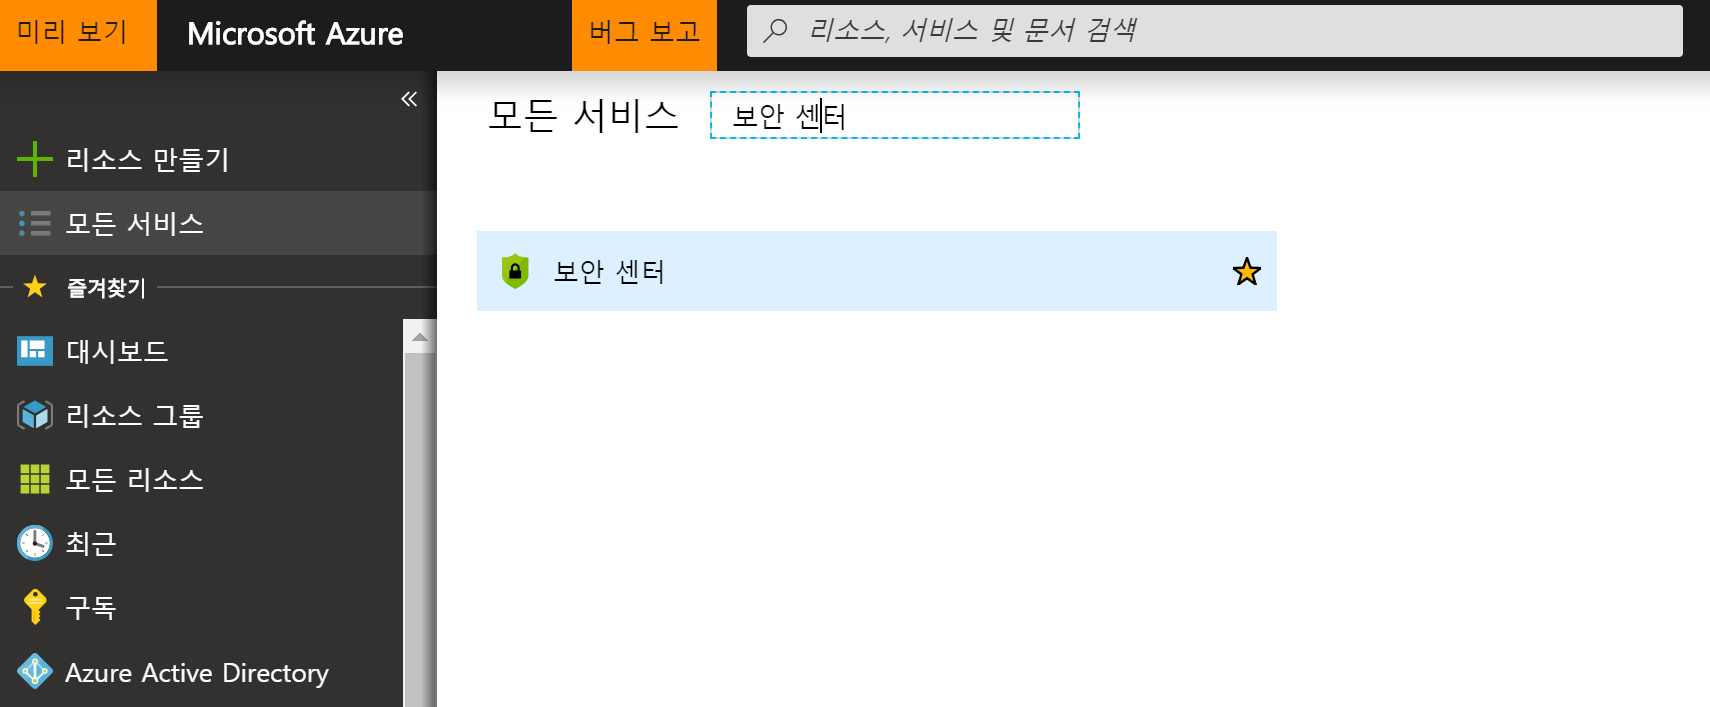 미리 보기
Microsoft Azure
버그 보고
리소스, 서비스 및 문서 검색
모든 서비스
보안 센터
리소스 만들기
모든 서비스
즐겨찾기
보안 센터
대시보드
리소스 그룹
모든 리소스
최근
구독
Azure Active Directory